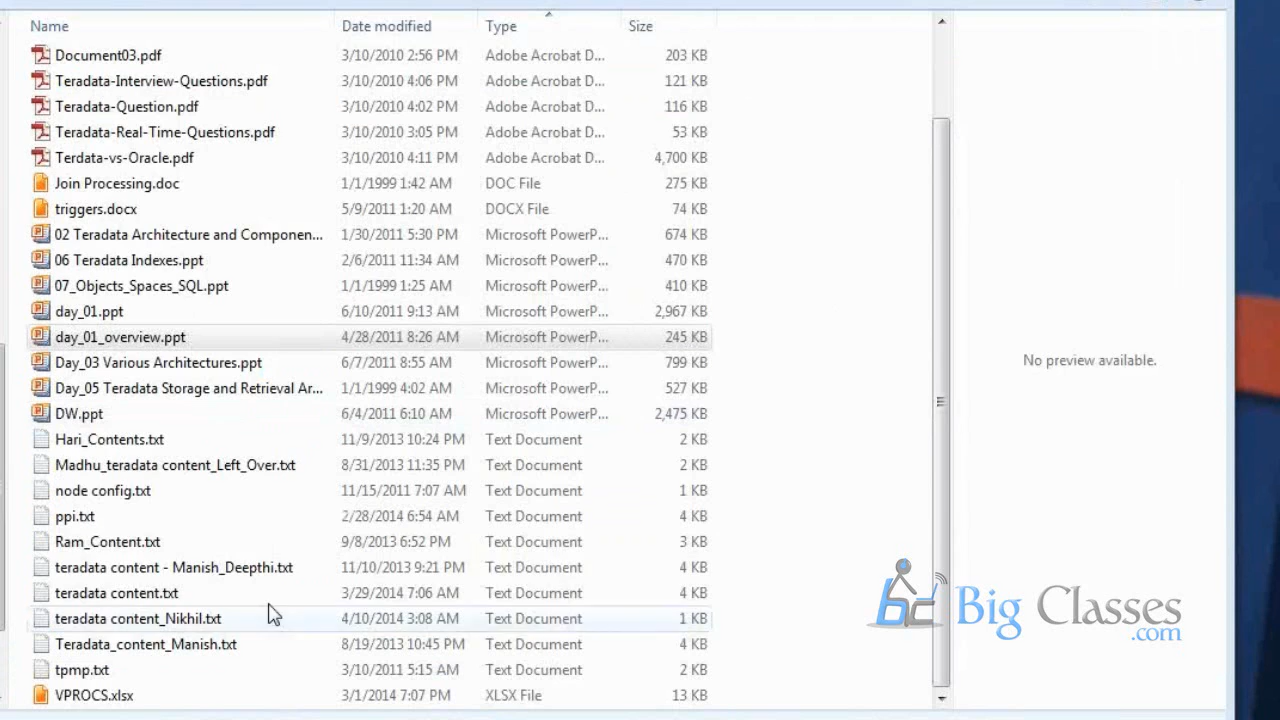 Name Date modified Type Size
Document03.pdf 3/10/2010 2:56 PM Adobe Acrobat D... 203 KB
Teradata-Interview-Questions.pdf 3/10/2010 4:06 PM Adobe Acrobat D... 121 KB
Teradata-Question.pdf 3/10/2010 4:02 PM Adobe Acrobat D... 116 KB
Teradata-Real-Time-Questions.pdf 3/10/2010 3:05 PM Adobe Acrobat D... 53 KB
Terdata-vs-Oracle.pdf 3/10/2010 4:11 PM Adobe Acrobat D... 4,700 KB
Join Processing.doc 1/1/1999 1:42 AM DOC File 275 KB
triggers.docx 5/9/2011 1:20 AM DOCX File 74 KB
02 Teradata Architecture and Componen... 1/30/2011 5:30 PM Microsoft PowerP... 674 KB
06 Teradata Indexes.ppt 2/6/2011 11:34 AM Microsoft PowerP... 470 KB
07_Objects_Spaces_SQL.ppt 1/1/1999 1:25 AM Microsoft PowerP... 410 KB
day_01.ppt 6/10/2011 9:13 AM Microsoft PowerP... 2,967 KB
day_01_overview.ppt 4/28/2011 8:26 AM Microsoft PowerP... 245 KB
Day_03 Various Architectures.ppt 6/7/2011 8:55 AM Microsoft PowerP... 799 KB
No preview available.
Day_05 Teradata Storage and Retrieval Ar... 1/1/1999 4:02 AM Microsoft PowerP... 527 KB
DW.ppt 6/4/2011 6:10 AM Microsoft PowerP... 2,475 KB
Hari_Contents.txt 11/9/2013 10:24 PM Text Document 2 KB
Madhu_teradata content_Left_Over.txt 8/31/2013 11:35 PM Text Document 2 KB
node config.txt 11/15/2011 7:07 AM Text Document 1 KB
ppi.txt 2/28/2014 6:54 AM Text Document 4 KB
Ram_Content.txt 9/8/2013 6:52 PM Text Document 3 KB
teradata content - Manish_Deepthi.txt 11/10/2013 9:21 PM Text Document 4 KB
teradata content.txt 3/29/2014 7:06 AM Text Document 4 KB
teradata content_Nikhil.txt 4/10/2014 3:08 AM Text Document 1 KB
Teradata_content_Manish.txt 8/19/2013 10:45 PM Text Document 4 KB
tpmp.txt 3/10/2011 5:15 AM Text Document 2 KB
VPROCS.xlsx 3/1/2014 7:07 PM XLSX File 13 KB
bc Big Classes
.com